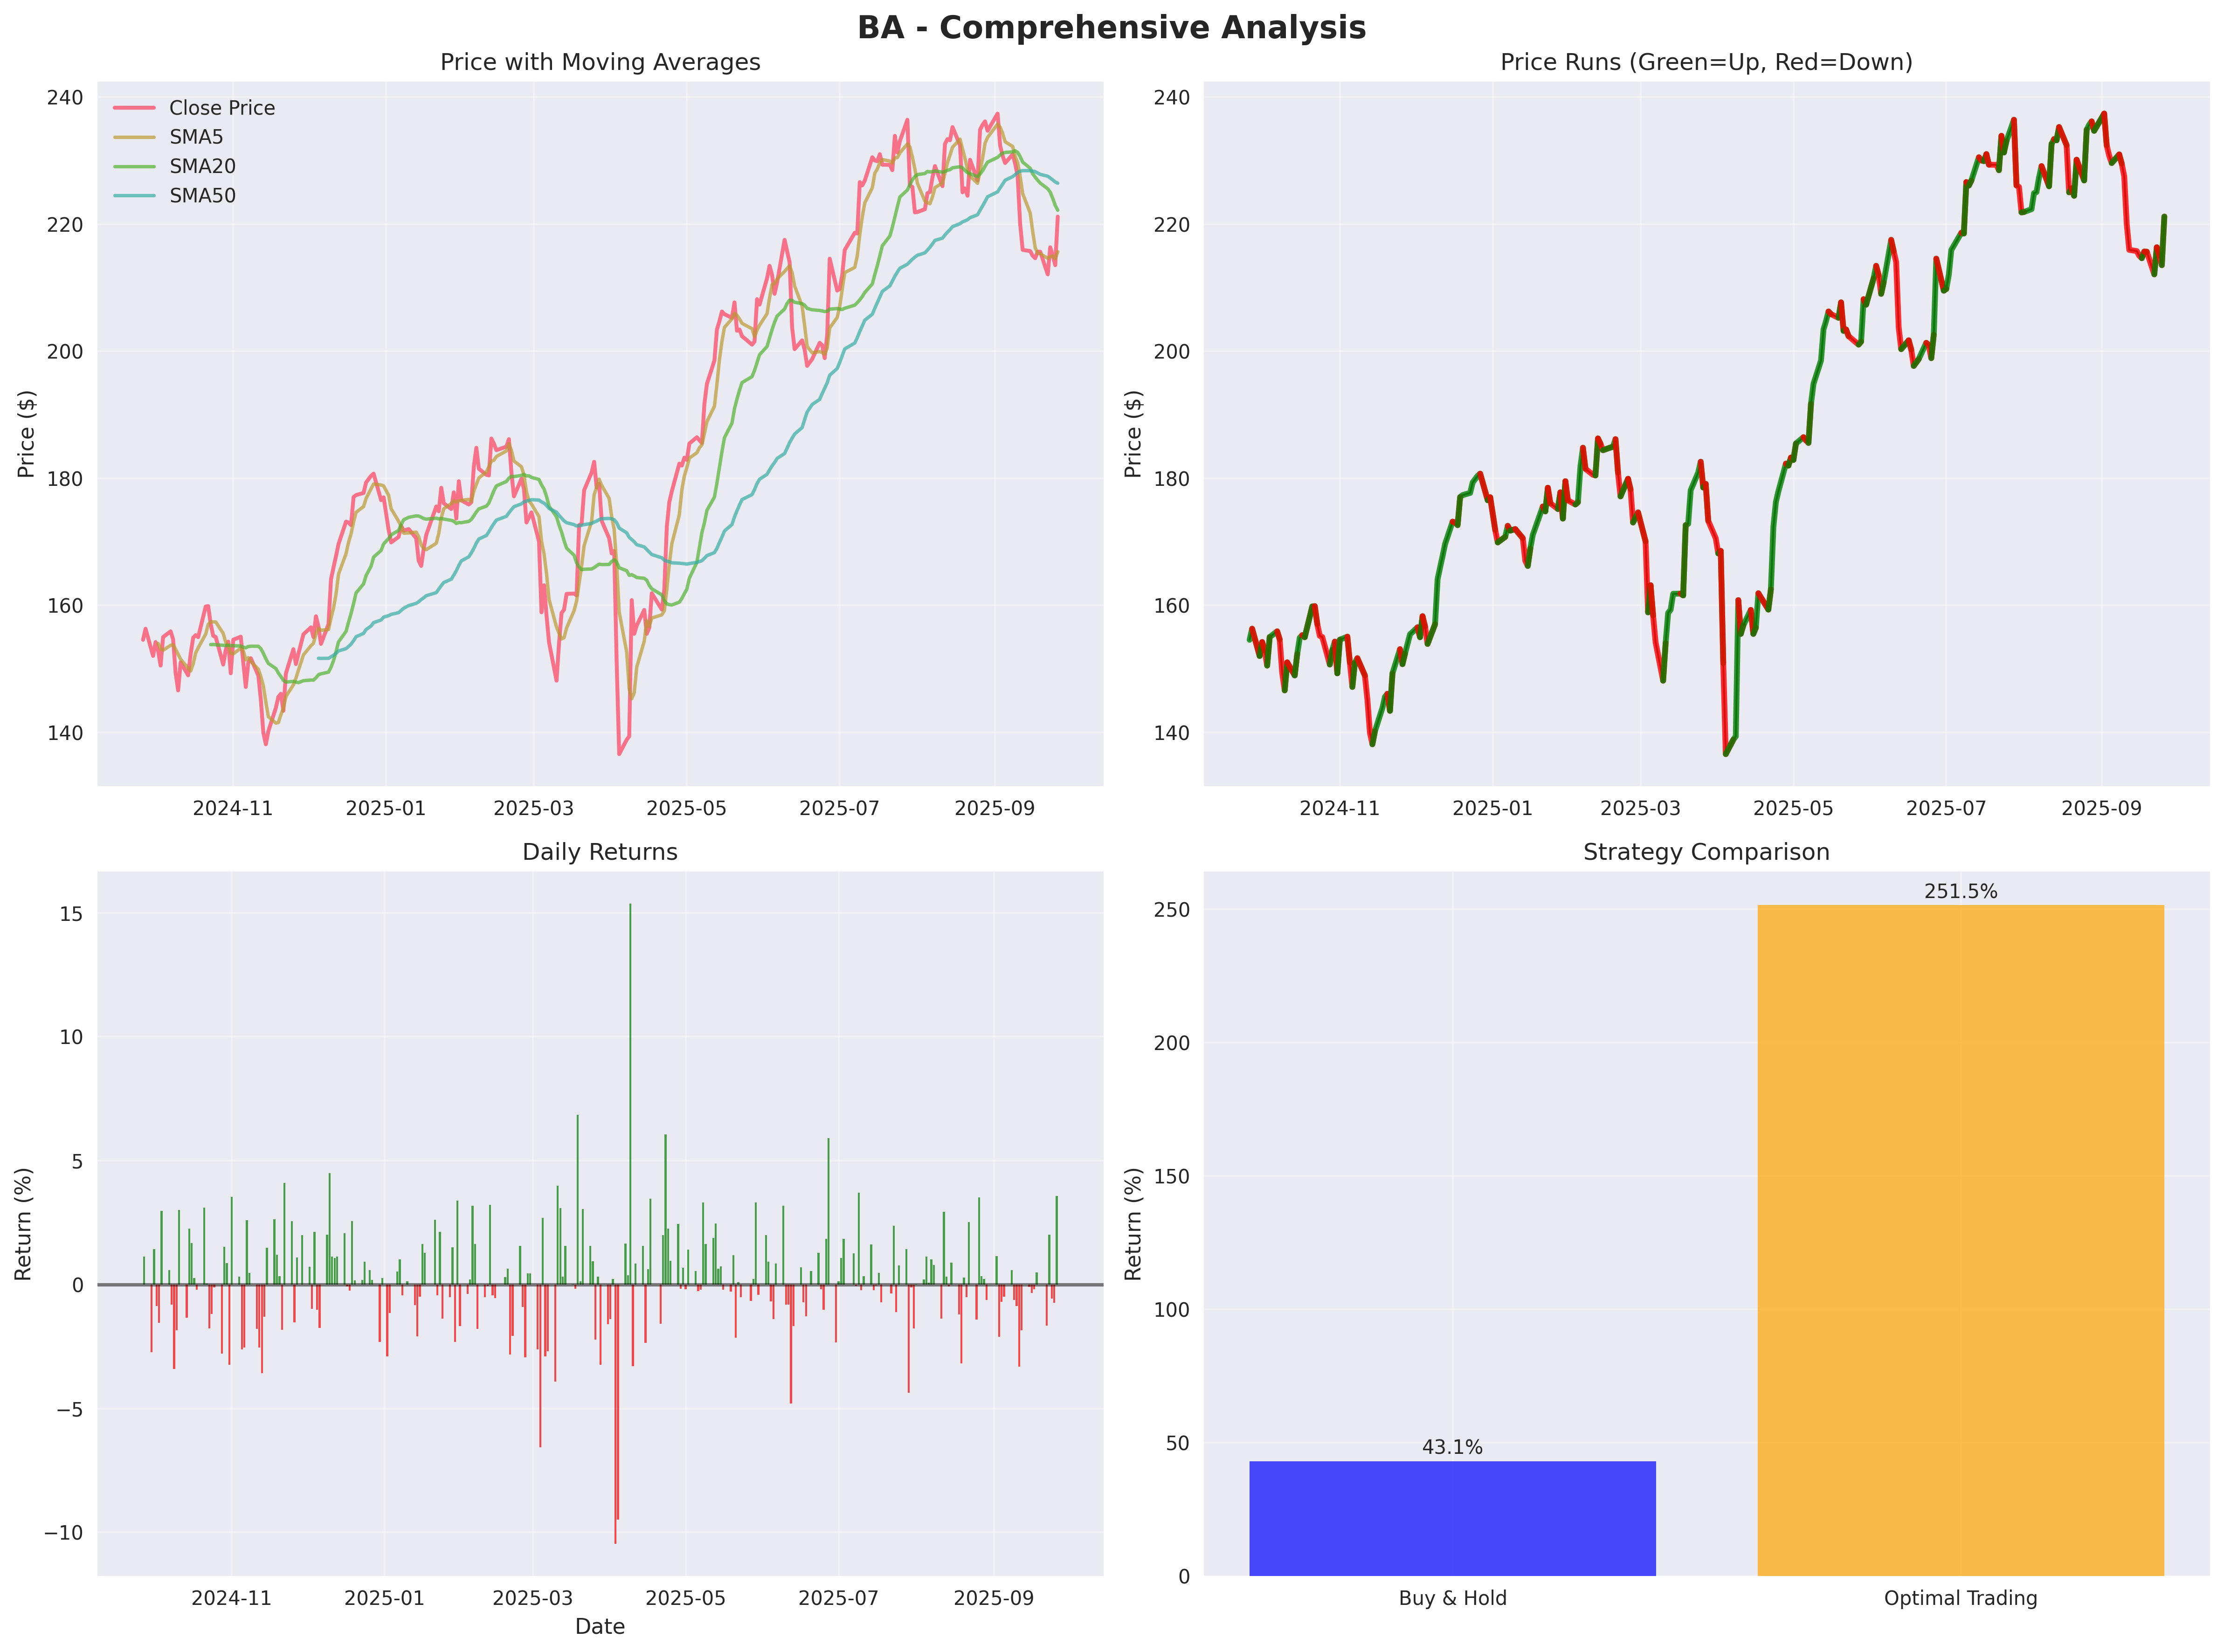 BA - Comprehensive Analysis
Price with Moving Averages
Price ($)
240
220
200
180
160
140
Close Price
SMA5
SMA20
SMA50
2024-11 2025-01 2025-03 2025-05 2025-07 2025-09
Price Runs (Green=Up, Red=Down)
Price ($)
240
220
200
180
160
140
2024-11 2025-01 2025-03 2025-05 2025-07 2025-09
Daily Returns
Return (%)
15
10
5
0
−5
−10
2024-11 2025-01 2025-03 2025-05 2025-07 2025-09
Date
Strategy Comparison
Return (%)
250
200
150
100
50
0
43.1%
251.5%
Buy & Hold Optimal Trading